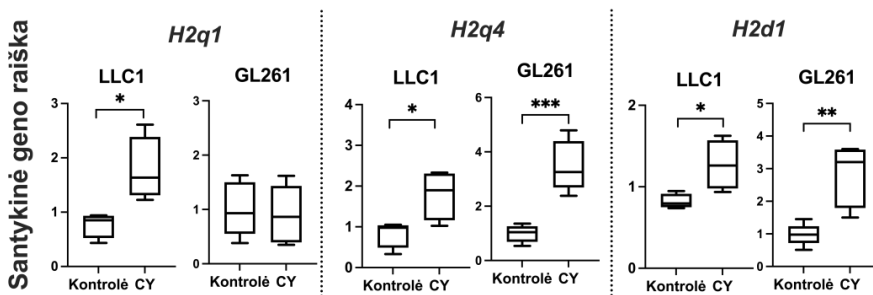 Santykinė geno raiška
H2q1
LLC1
3
2
1
0
*
Kontrolė CY
GL261
3
2
1
0
Kontrolė CY
H2q4
LLC1
4
3
2
1
0
*
Kontrolė CY
GL261
6
4
2
0
***
Kontrolė CY
H2d1
LLC1
2
1
0
*
Kontrolė CY
GL261
5
4
3
2
1
0
**
Kontrolė CY